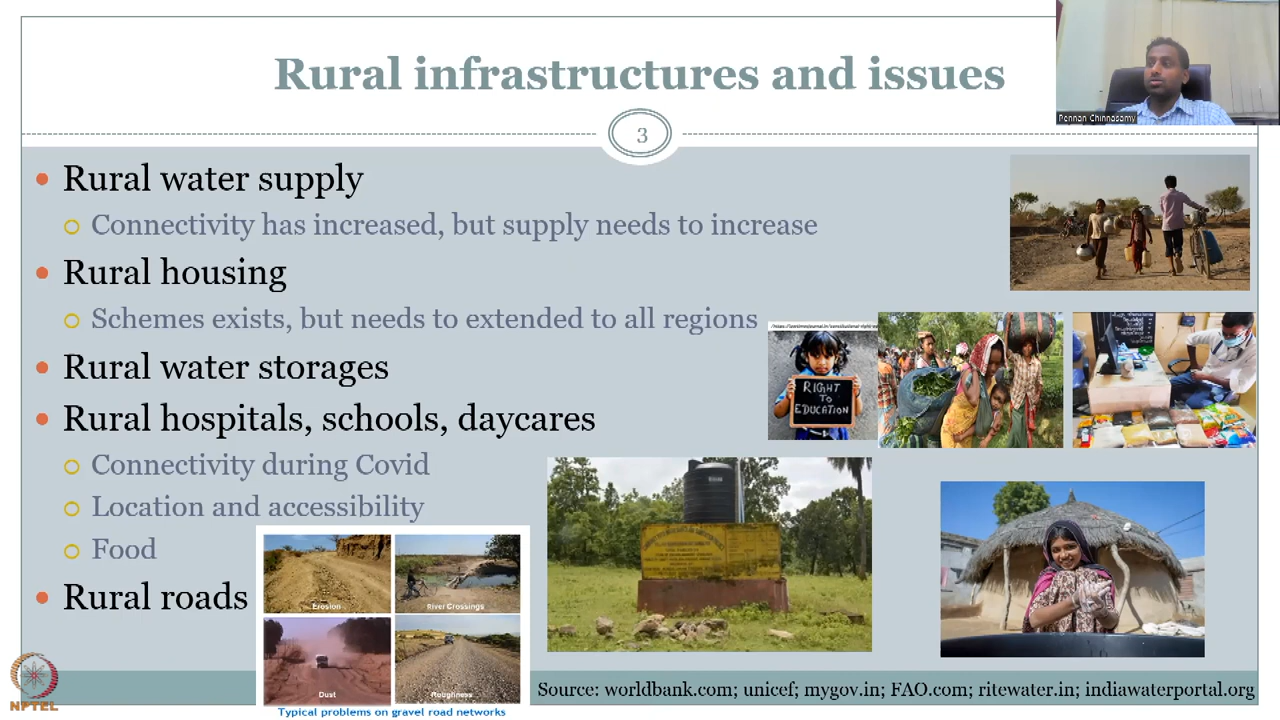 Rural infrastructures and issues
Pennan Chinnasamy
3
Rural water supply
Connectivity has increased, but supply needs to increase
Rural housing
Schemes exists, but needs to extended to all regions
Rural water storages
Rural hospitals, schools, daycares
Connectivity during Covid
Location and accessibility
Food
Rural roads
RIGHT
TO
EDUCATION
Erosion
River Crossings
Dust
Roughness
Typical problems on gravel road networks
Source: worldbank.com; unicef; mygov.in; FAO.com; ritewater.in; indiawaterportal.org
NPTEL